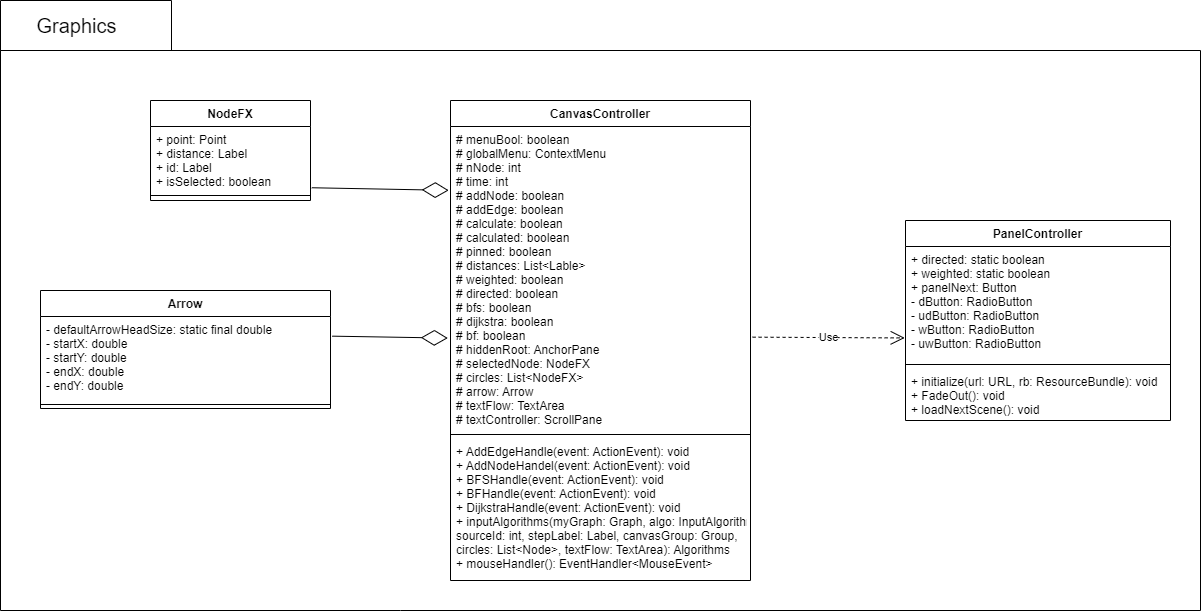 Graphics
NodeFX
+ point: Point
+ distance: Label
+ id: Label
+ isSelected: boolean
Arrow
- defaultArrowHeadSize: static final double
- startX: double
- startY: double
- endX: double
- endY: double
CanvasController
# menuBool: boolean
# globalMenu: ContextMenu
# nNode: int
# time: int
# addNode: boolean
# addEdge: boolean
# calculate: boolean
# calculated: boolean
# pinned: boolean
# distances: List<Lable>
# weighted: boolean
# directed: boolean
# bfs: boolean
# dijkstra: boolean
# bf: boolean
# hiddenRoot: AnchorPane
# selectedNode: NodeFX
# circles: List<NodeFX>
# arrow: Arrow
# textFlow: TextArea
# textController: ScrollPane
+ AddEdgeHandle(event: ActionEvent): void
+ AddNodeHandel(event: ActionEvent): void
+ BFSHandle(event: ActionEvent): void
+ BFHandle(event: ActionEvent): void
+ DijkstraHandle(event: ActionEvent): void
+ inputAlgorithms(myGraph: Graph, algo: InputAlgorith
sourceId: int, stepLabel: Label, canvasGroup: Group,
circles: List<Node>, textFlow: TextArea): Algorithms
+ mouseHandler(): EventHandler<MouseEvent>
Use
PanelController
+ directed: static boolean
+ weighted: static boolean
+ panelNext: Button
- dButton: RadioButton
- udButton: RadioButton
- wButton: RadioButton
- uwButton: RadioButton
+ initialize(url: URL, rb: ResourceBundle): void
+ FadeOut(): void
+ loadNextScene(): void